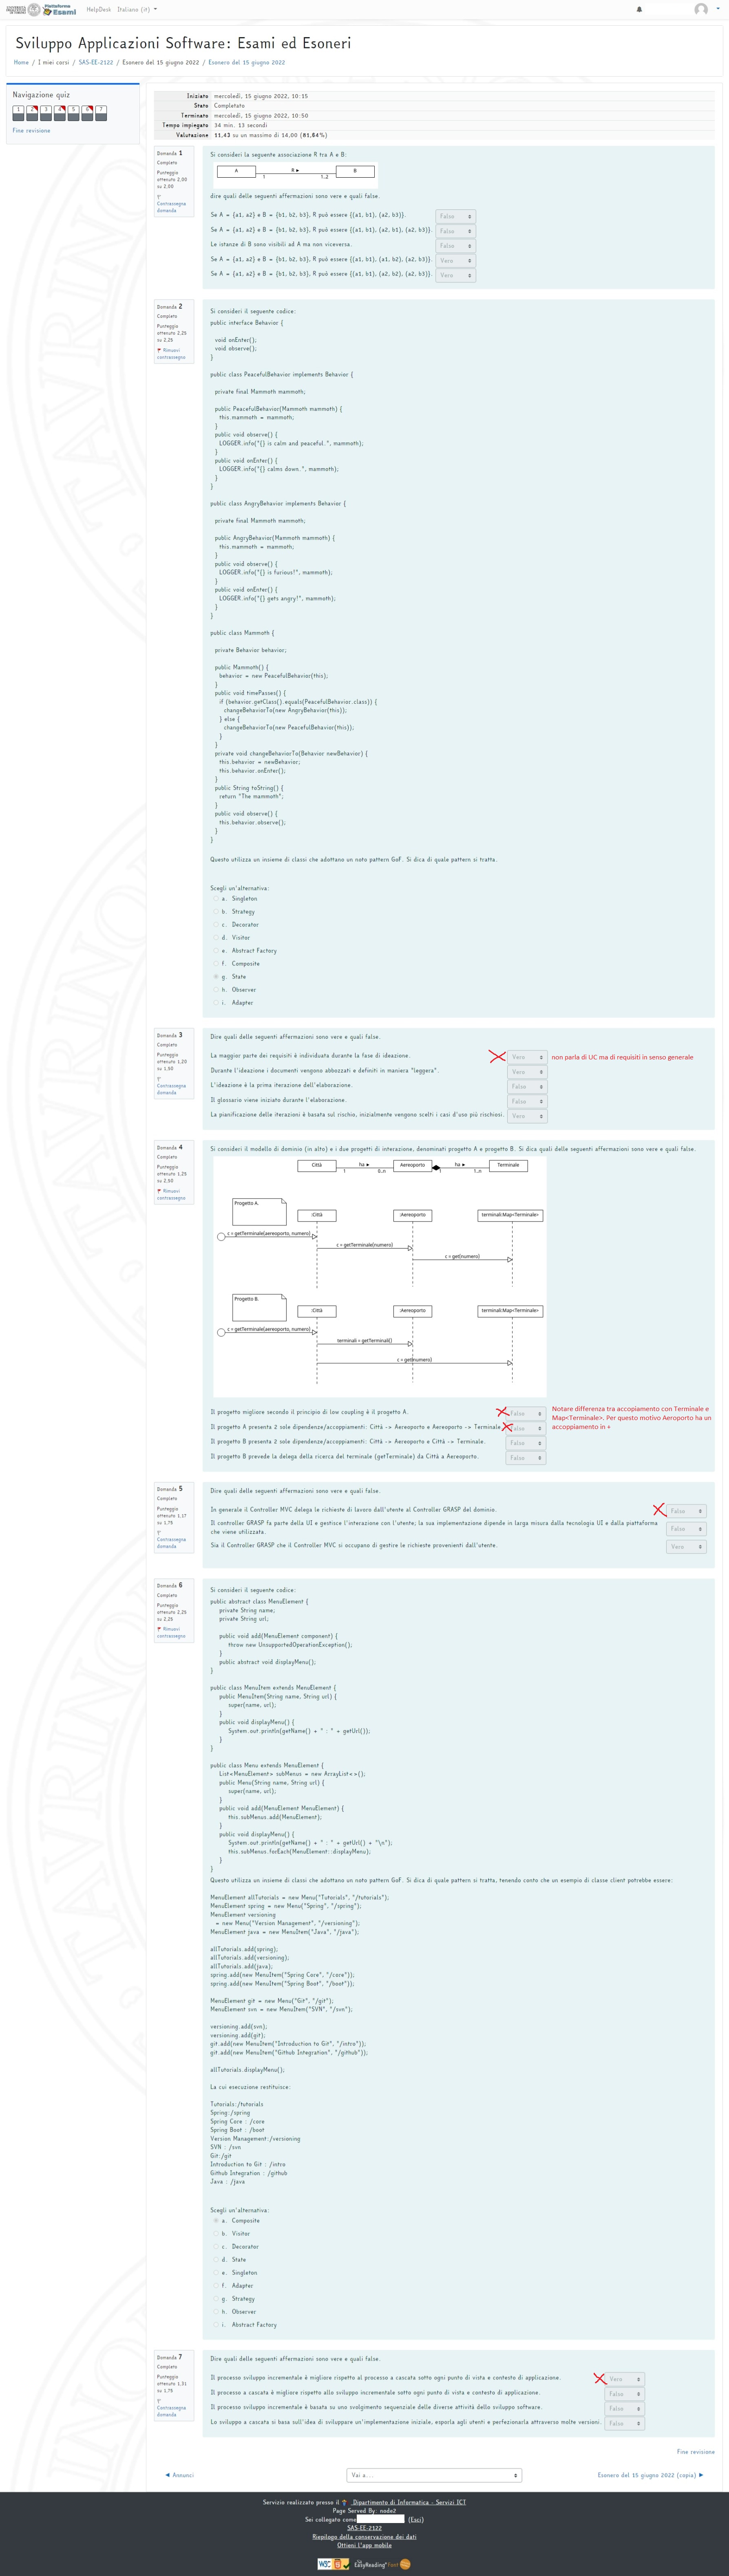 Piattaforma Esami
HelpDesk Italiano (it)
Sviluppo Applicazioni Software: Esami ed Esoneri
Home / I miei corsi / SAS-EE-2122 / Esonero del 15 giugno 2022 / Esonero del 15 giugno 2022
Navigazione quiz
1 2 3 4 5 6 7
Fine revisione
Iniziato mercoledì, 15 giugno 2022, 10:15
Stato Completato
Terminato mercoledì, 15 giugno 2022, 10:50
Tempo impiegato 34 min. 13 secondi
Valutazione 11,43 su un massimo di 14,00 (81,64%)
Domanda 1
Completo
Punteggio
ottenuto 2,00
su 2,00
Contrassegna
domanda
Si consideri la seguente associazione R tra A e B:
A R ► B
1 1..2
dire quali delle seguenti affermazioni sono vere e quali false.
Se A = {a1, a2} e B = {b1, b2, b3}, R può essere {(a1, b1), (a2, b3)}. Falso
Se A = {a1, a2} e B = {b1, b2, b3}, R può essere {(a1, b1), (a2, b1), (a2, b3)}. Falso
Le istanze di B sono visibili ad A ma non viceversa. Falso
Se A = {a1, a2} e B = {b1, b2, b3}, R può essere {(a1, b1), (a1, b2), (a2, b3)}. Vero
Se A = {a1, a2} e B = {b1, b2, b3}, R può essere {(a1, b1), (a2, b2), (a2, b3)}. Vero
Domanda 2
Completo
Punteggio
ottenuto 2,25
su 2,25
Rimuovi
contrassegno
Si consideri il seguente codice:
public interface Behavior {
void onEnter();
void observe();
}
public class PeacefulBehavior implements Behavior {
private final Mammoth mammoth;
public PeacefulBehavior(Mammoth mammoth) {
this.mammoth = mammoth;
}
public void observe() {
LOGGER.info("{} is calm and peaceful.", mammoth);
}
public void onEnter() {
LOGGER.info("{} calms down.", mammoth);
}
}
public class AngryBehavior implements Behavior {
private final Mammoth mammoth;
public AngryBehavior(Mammoth mammoth) {
this.mammoth = mammoth;
}
public void observe() {
LOGGER.info("{} is furious!", mammoth);
}
public void onEnter() {
LOGGER.info("{} gets angry!", mammoth);
}
}
public class Mammoth {
private Behavior behavior;
public Mammoth() {
behavior = new PeacefulBehavior(this);
}
public void timePasses() {
if (behavior.getClass().equals(PeacefulBehavior.class)) {
changeBehaviorTo(new AngryBehavior(this));
} else {
changeBehaviorTo(new PeacefulBehavior(this));
}
}
private void changeBehaviorTo(Behavior newBehavior) {
this.behavior = newBehavior;
this.behavior.onEnter();
}
public String toString() {
return "The mammoth";
}
public void observe() {
this.behavior.observe();
}
}
Questo utilizza un insieme di classi che adottano un noto pattern GoF. Si dica di quale pattern si tratta.
Scegli un'alternativa:
a. Singleton
b. Strategy
c. Decorator
d. Visitor
e. Abstract Factory
f. Composite
g. State
h. Observer
i. Adapter
Domanda 3
Completo
Punteggio
ottenuto 1,20
su 1,50
Contrassegna
domanda
Dire quali delle seguenti affermazioni sono vere e quali false.
La maggior parte dei requisiti è individuata durante la fase di ideazione. Vero non parla di UC ma di requisiti in senso generale
Durante l'ideazione i documenti vengono abbozzati e definiti in maniera "leggera". Vero
L'ideazione è la prima iterazione dell'elaborazione. Falso
Il glossario viene iniziato durante l'elaborazione. Falso
La pianificazione delle iterazioni è basata sul rischio, inizialmente vengono scelti i casi d'uso più rischiosi. Vero
Domanda 4
Completo
Punteggio
ottenuto 1,25
su 2,50
Rimuovi
contrassegno
Si consideri il modello di dominio (in alto) e i due progetti di interazione, denominati progetto A e progetto B. Si dica quali delle seguenti affermazioni sono vere e quali false.
Città ha ► Aereoporto ha ► Terminale
1 0..n 1 1..n
Progetto A.
:Città :Aereoporto terminali:Map<Terminale>
c = getTerminale(aereoporto, numero)
c = getTerminale(numero)
c = get(numero)
Progetto B.
:Città :Aereoporto terminali:Map<Terminale>
c = getTerminale(aereoporto, numero)
terminali = getTerminali()
c = get(numero)
Il progetto migliore secondo il principio di low coupling è il progetto A. Falso
Notare differenza tra accopiamento con Terminale e
Map<Terminale>. Per questo motivo Aeroporto ha un
accoppiamento in +
Il progetto A presenta 2 sole dipendenze/accoppiamenti: Città -> Aereoporto e Aereoporto -> Terminale. Falso
Il progetto B presenta 2 sole dipendenze/accoppiamenti: Città -> Aereoporto e Città -> Terminale. Falso
Il progetto B prevede la delega della ricerca del terminale (getTerminale) da Città a Aereoporto. Falso
Domanda 5
Completo
Punteggio
ottenuto 1,17
su 1,75
Contrassegna
domanda
Dire quali delle seguenti affermazioni sono vere e quali false.
In generale il Controller MVC delega le richieste di lavoro dall'utente al Controller GRASP del dominio. Falso
Il controller GRASP fa parte della UI e gestisce l'interazione con l'utente; la sua implementazione dipende in larga misura dalla tecnologia UI e dalla piattaforma
che viene utilizzata. Falso
Sia il Controller GRASP che il Controller MVC si occupano di gestire le richieste provenienti dall'utente. Vero
Domanda 6
Completo
Punteggio
ottenuto 2,25
su 2,25
Rimuovi
contrassegno
Si consideri il seguente codice:
public abstract class MenuElement {
private String name;
private String url;
public void add(MenuElement component) {
throw new UnsupportedOperationException();
}
public abstract void displayMenu();
}
public class MenuItem extends MenuElement {
public MenuItem(String name, String url) {
super(name, url);
}
public void displayMenu() {
System.out.println(getName() + " : " + getUrl());
}
}
public class Menu extends MenuElement {
List<MenuElement> subMenus = new ArrayList<>();
public Menu(String name, String url) {
super(name, url);
}
public void add(MenuElement MenuElement) {
this.subMenus.add(MenuElement);
}
public void displayMenu() {
System.out.println(getName() + " : " + getUrl() + "\n");
this.subMenus.forEach(MenuElement::displayMenu);
}
}
Questo utilizza un insieme di classi che adottano un noto pattern GoF. Si dica di quale pattern si tratta, tenendo conto che un esempio di classe client potrebbe essere:
MenuElement allTutorials = new Menu("Tutorials", "/tutorials");
MenuElement spring = new Menu("Spring", "/spring");
MenuElement versioning
= new Menu("Version Management", "/versioning");
MenuElement java = new MenuItem("Java", "/java");
allTutorials.add(spring);
allTutorials.add(versioning);
allTutorials.add(java);
spring.add(new MenuItem("Spring Core", "/core"));
spring.add(new MenuItem("Spring Boot", "/boot"));
MenuElement git = new Menu("Git", "/git");
MenuElement svn = new MenuItem("SVN", "/svn");
versioning.add(svn);
versioning.add(git);
git.add(new MenuItem("Introduction to Git", "/intro"));
git.add(new MenuItem("Github Integration", "/github"));
allTutorials.displayMenu();
La cui esecuzione restituisce:
Tutorials:/tutorials
Spring:/spring
Spring Core : /core
Spring Boot : /boot
Version Management:/versioning
SVN : /svn
Git:/git
Introduction to Git : /intro
Github Integration : /github
Java : /java
Scegli un'alternativa:
a. Composite
b. Visitor
c. Decorator
d. State
e. Singleton
f. Adapter
g. Strategy
h. Observer
i. Abstract Factory
Domanda 7
Completo
Punteggio
ottenuto 1,31
su 1,75
Contrassegna
domanda
Dire quali delle seguenti affermazioni sono vere e quali false.
Il processo sviluppo incrementale è migliore rispetto al processo a cascata sotto ogni punto di vista e contesto di applicazione. Vero
Il processo a cascata è migliore rispetto allo sviluppo incrementale sotto ogni punto di vista e contesto di applicazione. Falso
Il processo sviluppo incrementale è basata su uno svolgimento sequenziale delle diverse attività dello sviluppo software. Falso
Lo sviluppo a cascata si basa sull'idea di sviluppare un'implementazione iniziale, esporla agli utenti e perfezionarla attraverso molte versioni. Falso
Fine revisione
◄ Annunci Vai a... Esonero del 15 giugno 2022 (copia) ►
Servizio realizzato presso il Dipartimento di Informatica - Servizi ICT
Page Served By: node2
Sei collegato come (Esci)
SAS-EE-2122
Riepilogo della conservazione dei dati
Ottieni l'app mobile
W3C EasyReading Font